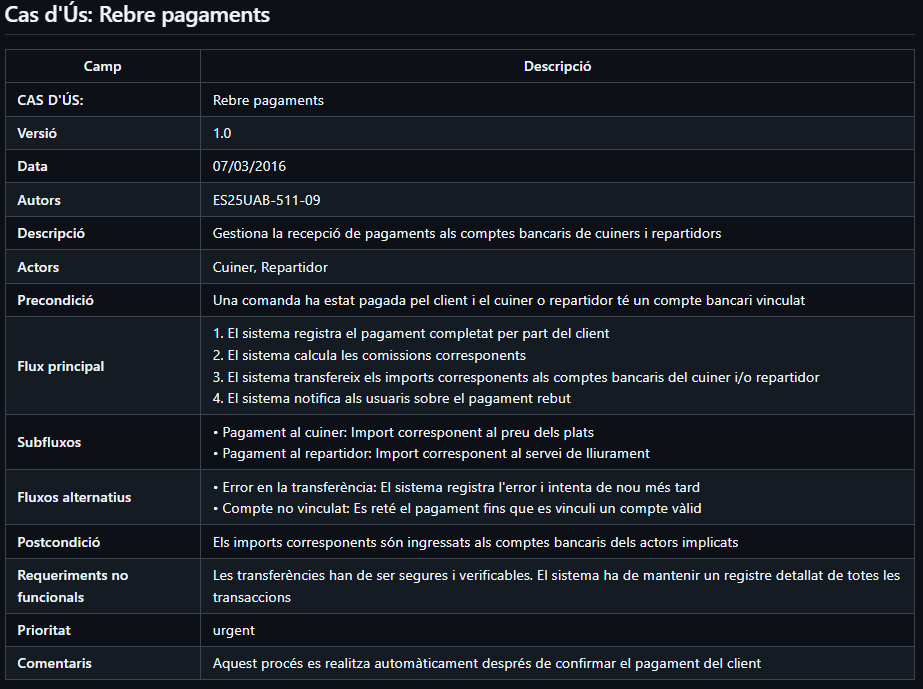 Cas d'Ús: Rebre pagaments
Camp Descripció
CAS D'ÚS: Rebre pagaments
Versió 1.0
Data 07/03/2016
Autors ES25UAB-511-09
Descripció Gestiona la recepció de pagaments als comptes bancaris de cuiners i repartidors
Actors Cuiner, Repartidor
Precondició Una comanda ha estat pagada pel client i el cuiner o repartidor té un compte bancari vinculat
Flux principal
1. El sistema registra el pagament completat per part del client
2. El sistema calcula les comissions corresponents
3. El sistema transfereix els imports corresponents als comptes bancaris del cuiner i/o repartidor
4. El sistema notifica als usuaris sobre el pagament rebut
Subfluxos
• Pagament al cuiner: Import corresponent al preu dels plats
• Pagament al repartidor: Import corresponent al servei de lliurament
Fluxos alternatius
• Error en la transferència: El sistema registra l'error i intenta de nou més tard
• Compte no vinculat: Es reté el pagament fins que es vinculi un compte vàlid
Postcondició Els imports corresponents són ingressats als comptes bancaris dels actors implicats
Requeriments no
funcionals
Les transferències han de ser segures i verificables. El sistema ha de mantenir un registre detallat de totes les
transaccions
Prioritat urgent
Comentaris Aquest procés es realitza automàticament després de confirmar el pagament del client